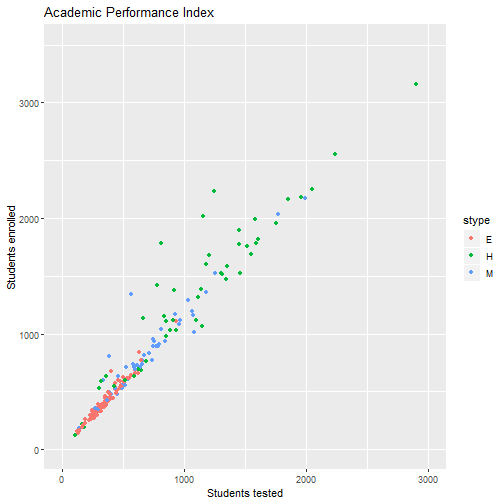 Academic Performance Index
Students enrolled
3000
2000
1000
0
0 1000 2000 3000
Students tested
stype
E
H
M